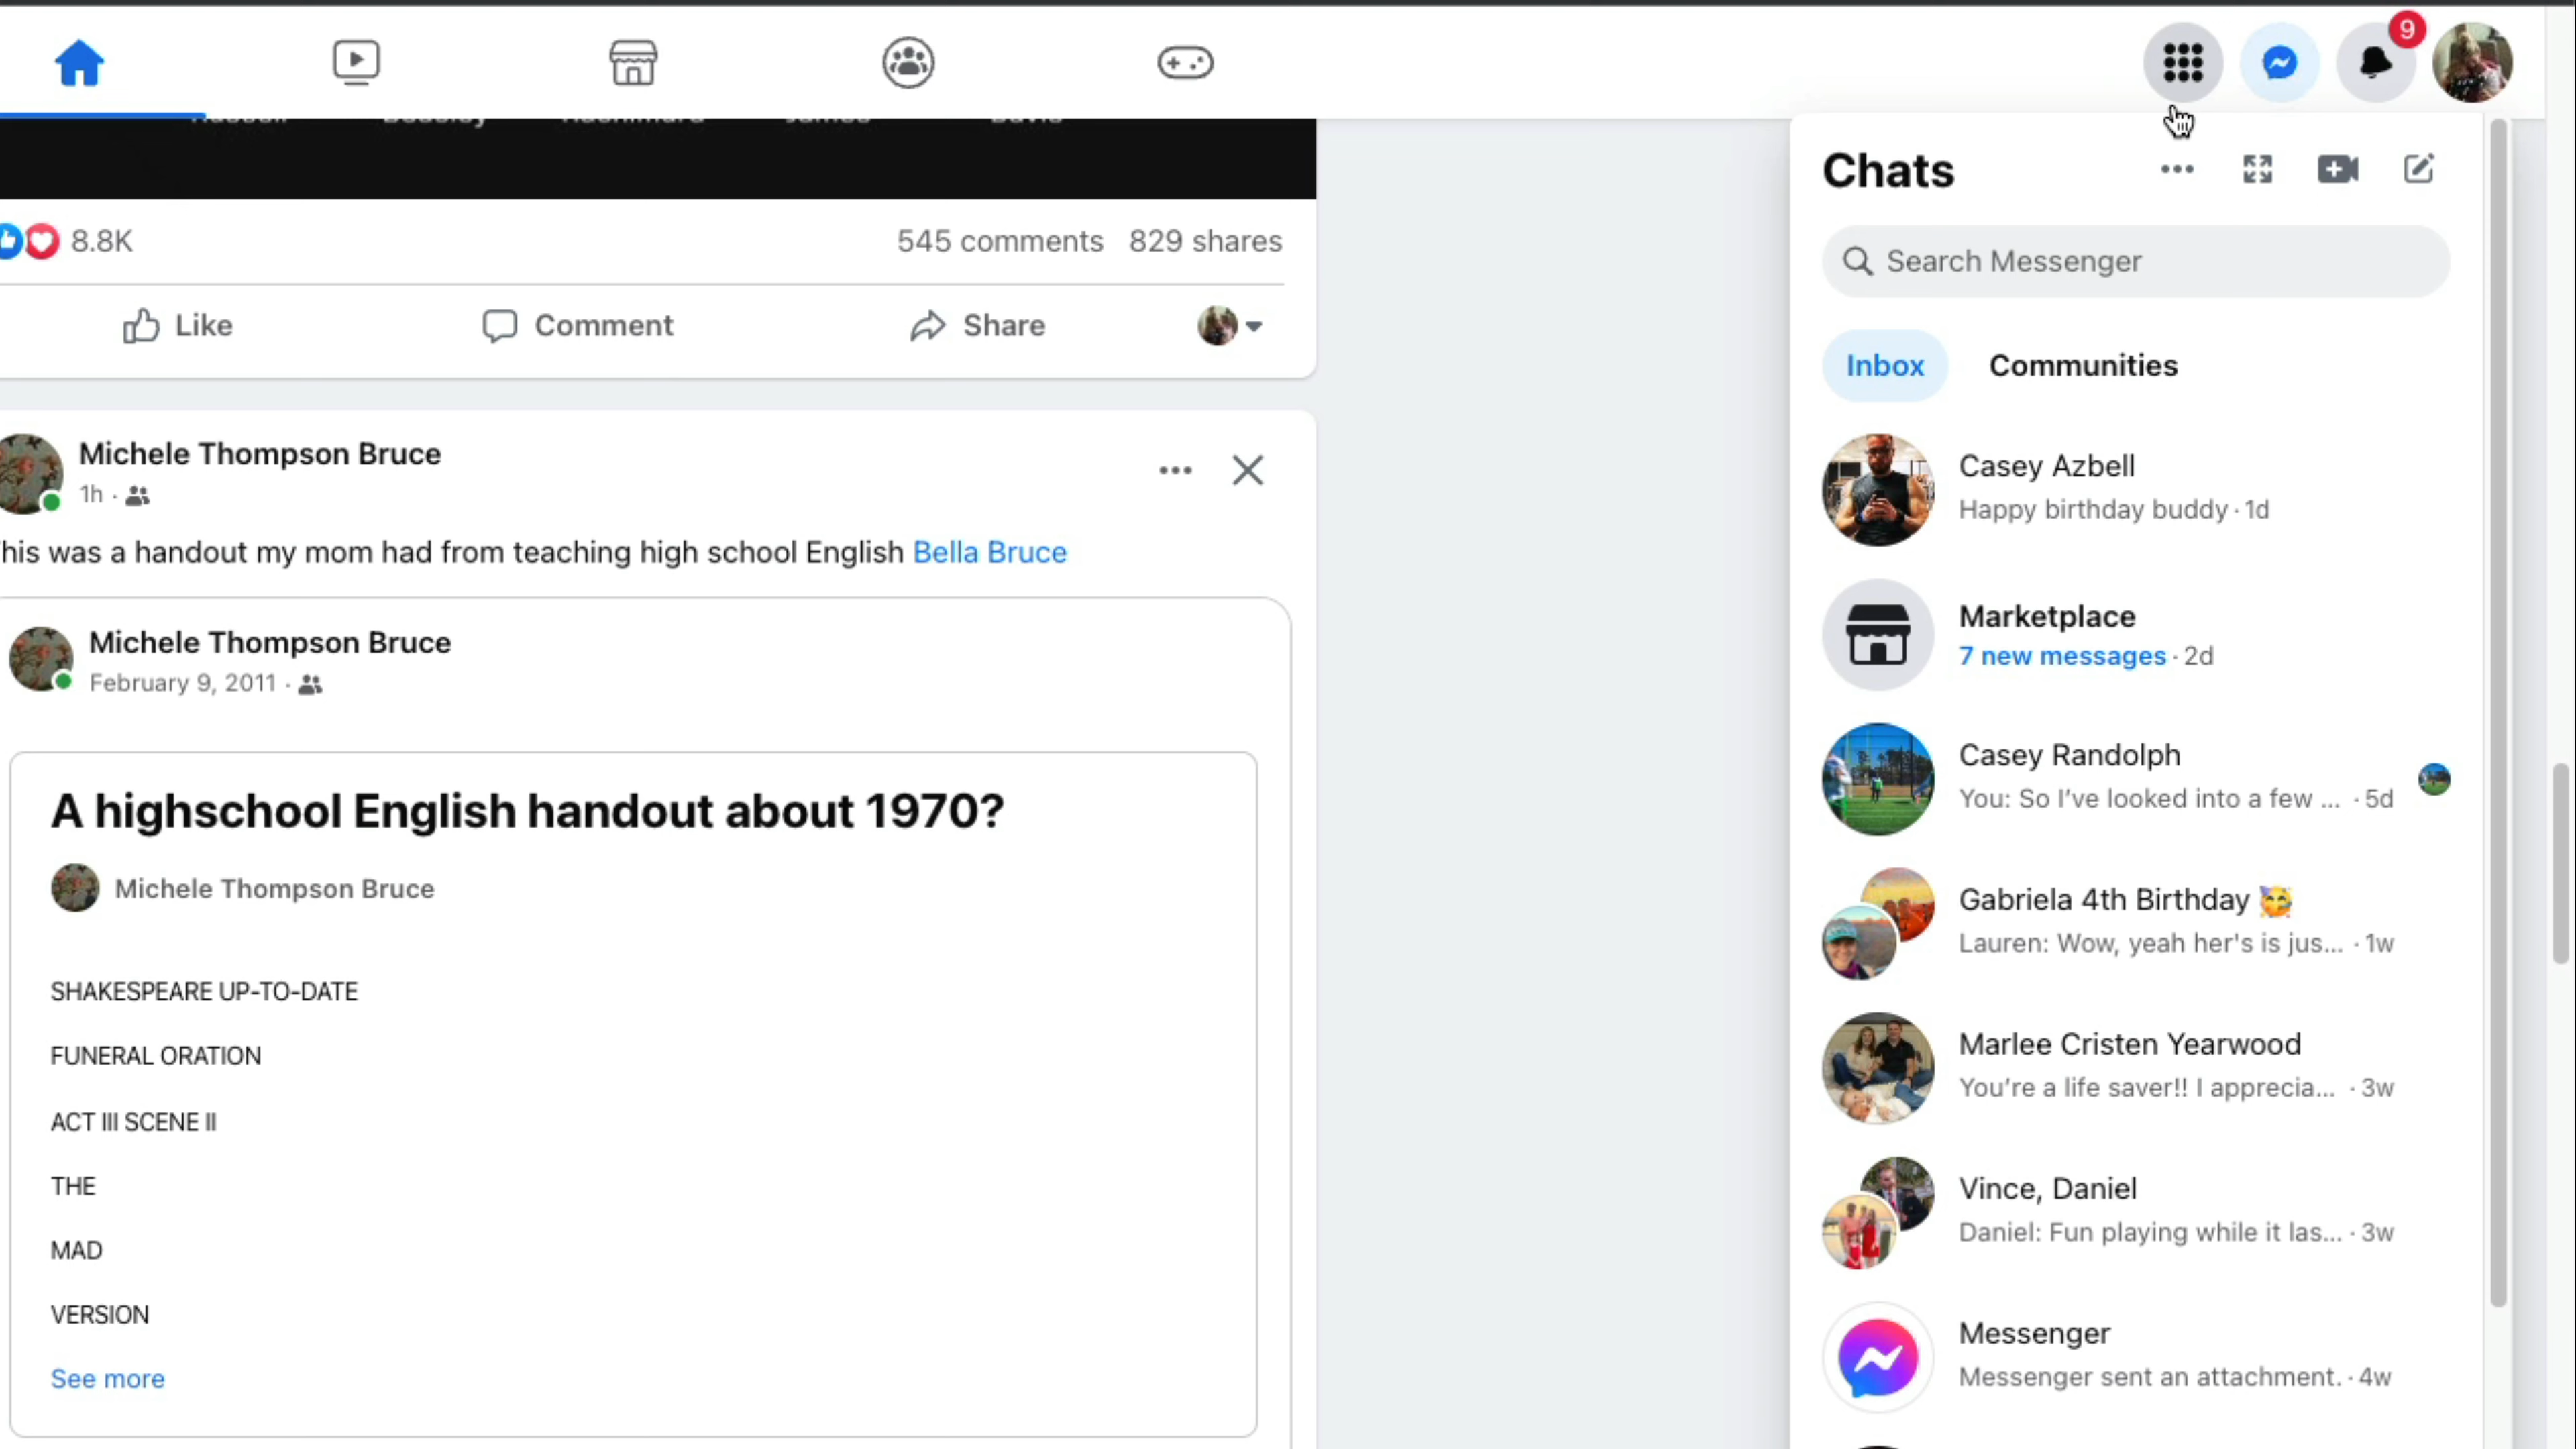 9
8.8K
545 comments 829 shares
Like
Comment
Share
Michele Thompson Bruce
1h ·
his was a handout my mom had from teaching high school English Bella Bruce
Michele Thompson Bruce
February 9, 2011 ·
A highschool English handout about 1970?
Michele Thompson Bruce
SHAKESPEARE UP-TO-DATE
FUNERAL ORATION
ACT III SCENE II
THE
MAD
VERSION
See more
Chats
Search Messenger
Inbox Communities
Casey Azbell
Happy birthday buddy · 1d
Marketplace
7 new messages · 2d
Casey Randolph
You: So I’ve looked into a few ... · 5d
Gabriela 4th Birthday 🥳
Lauren: Wow, yeah her's is jus... · 1w
Marlee Cristen Yearwood
You’re a life saver!! I apprecia... · 3w
Vince, Daniel
Daniel: Fun playing while it las... · 3w
Messenger
Messenger sent an attachment. · 4w